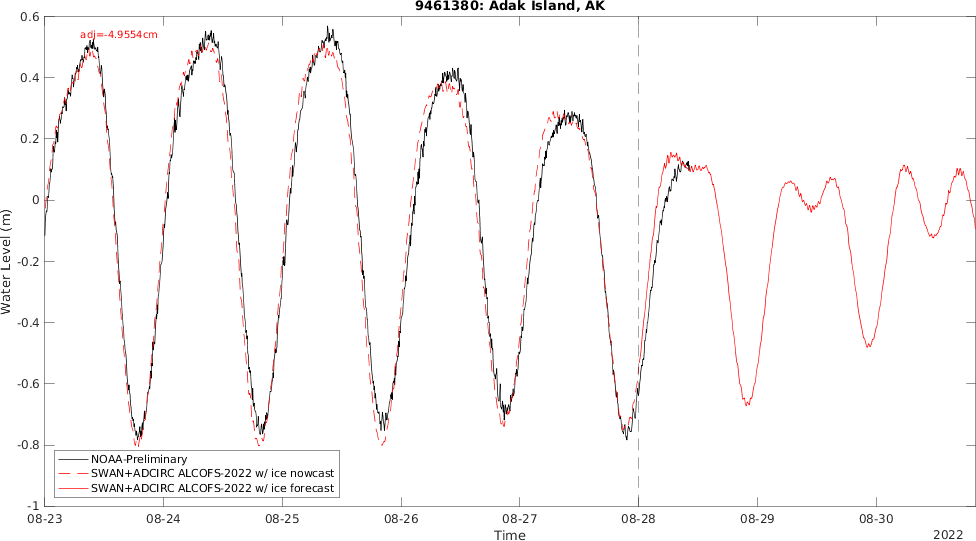 9461380: Adak Island, AK
adj=-4.9554cm
0.6
0.4
0.2
0
-0.2
-0.4
-0.6
-0.8
-1
Water Level (m)
NOAA-Preliminary
SWAN+ADCIRC ALCOFS-2022 w/ ice nowcast
SWAN+ADCIRC ALCOFS-2022 w/ ice forecast
08-23 08-24 08-25 08-26 08-27 08-28 08-29 08-30
Time
2022